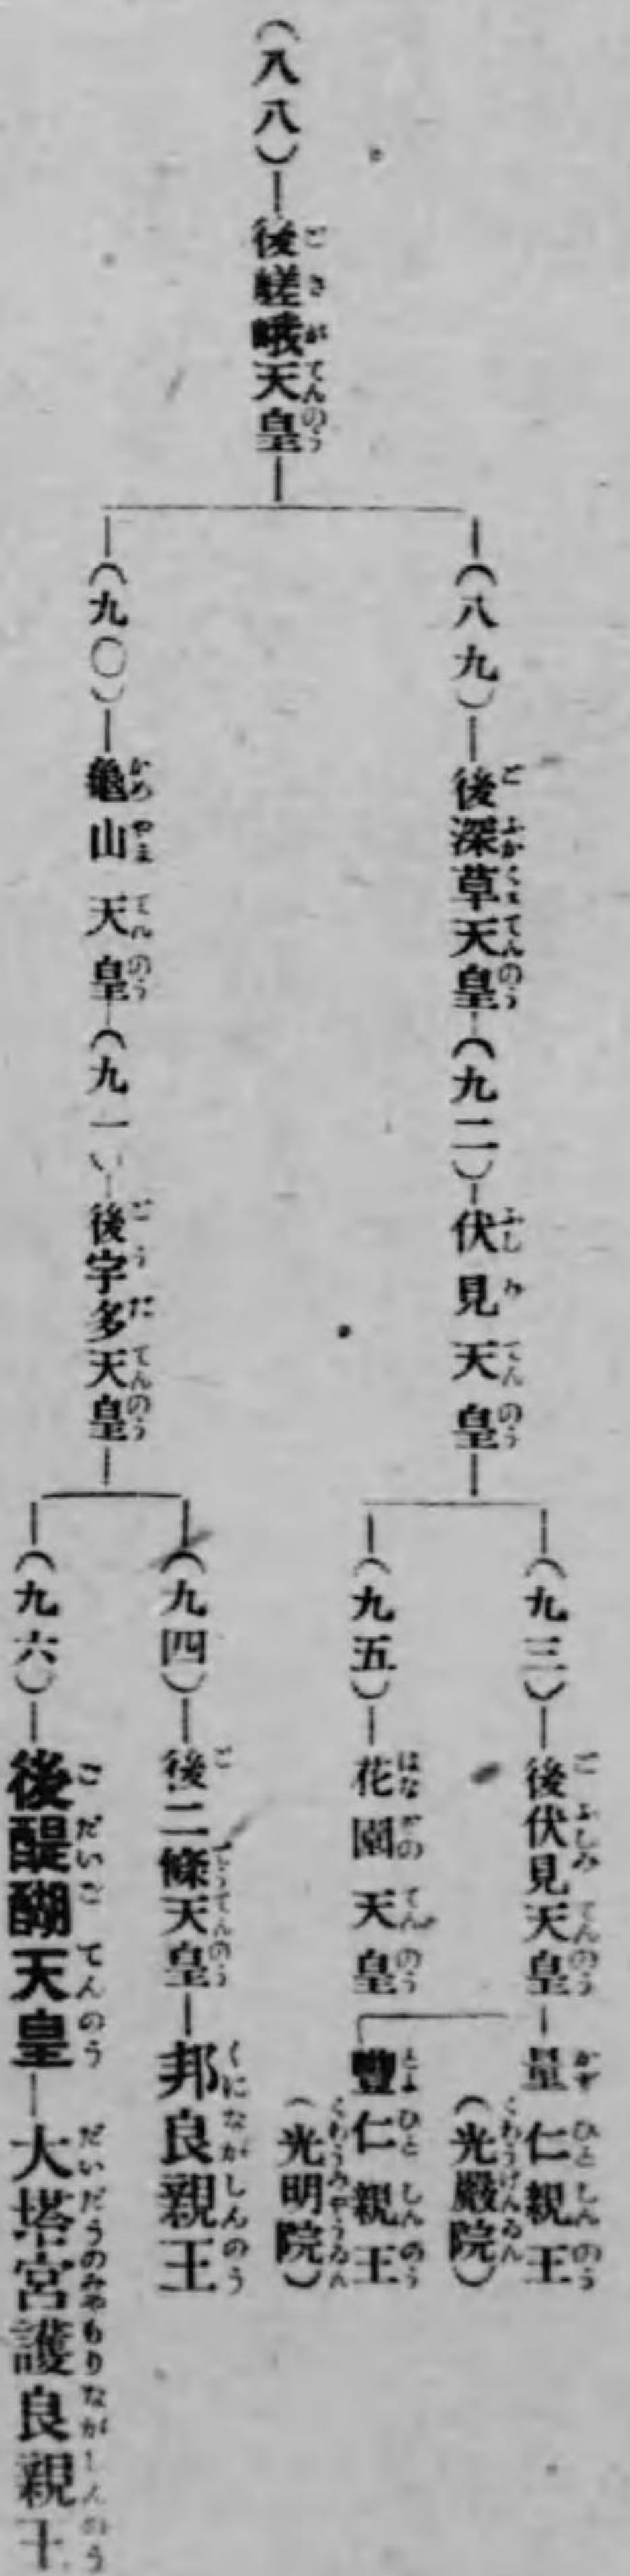 (八八)―後嵯峨天皇
(八九)―後深草天皇―(九二)―伏見天皇
(九三)―後伏見天皇―量仁親王
(光嚴院)
(九五)―花園天皇
豐仁親王
(光明院)
(九〇)―龜山天皇―(九一)―後宇多天皇
(九四)―後二條天皇―邦良親王
(九六)―後醍醐天皇―大塔宮護良親王